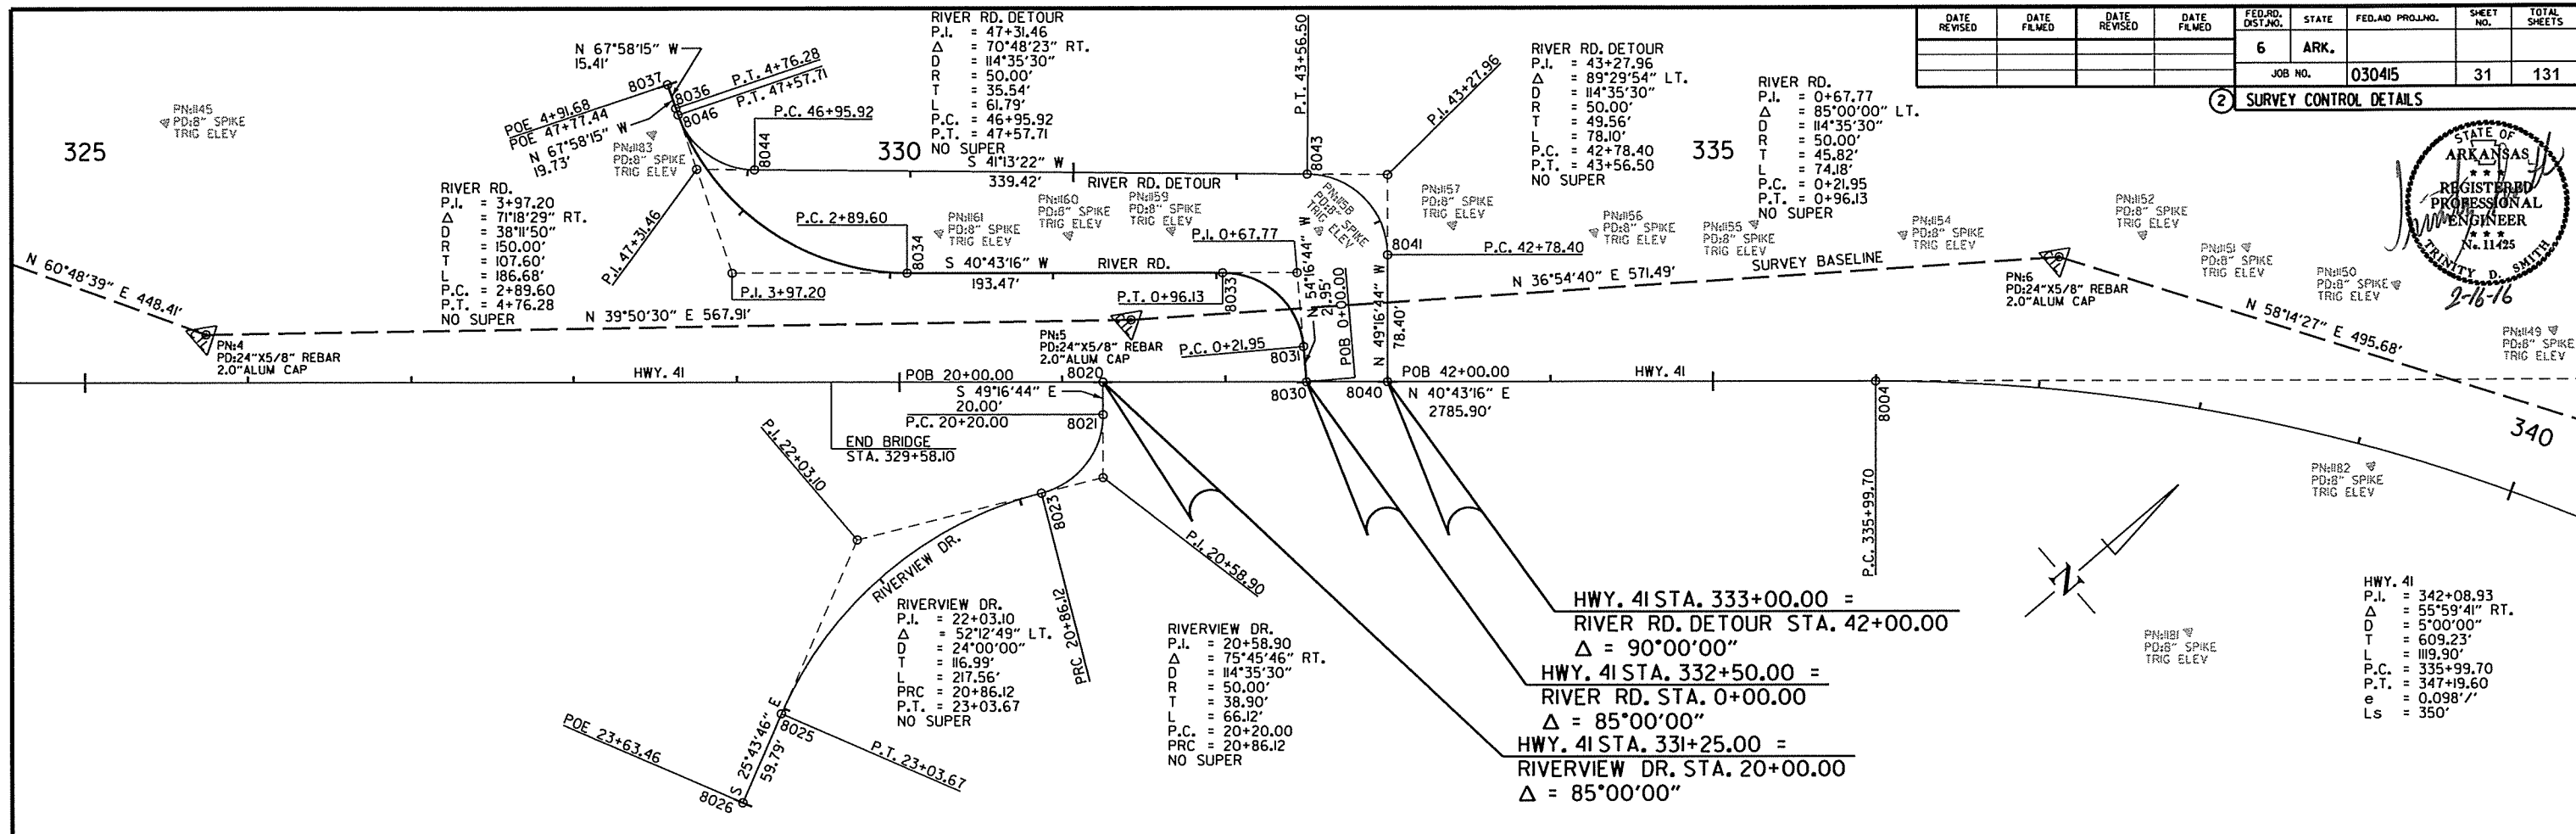 DATE REVISED
DATE FILMED
DATE REVISED
DATE FILMED
FED.RD. DIST.NO.
STATE
FED.AID PROJ.NO.
SHEET NO.
TOTAL SHEETS
6
ARK.
JOB NO.
030415
31
131
2
SURVEY CONTROL DETAILS
STATE OF
ARKANSAS
* * *
REGISTERED
PROFESSIONAL
ENGINEER
* * *
No. 11425
TRINITY D. SMITH
2-16-16
325
330
335
340
N 67°58'15" W
15.41'
8037
8036
8046
P.T. 4+76.28
P.T. 47+57.71
POE 4+91.68
POE 47+77.44
N 67°58'15" W
19.73'
P.C. 46+95.92
8044
RIVER RD. DETOUR
P.I. = 47+31.46
Δ = 70°48'23" RT.
D = 114°35'30"
R = 50.00'
T = 35.54'
L = 61.79'
P.C. = 46+95.92
P.T. = 47+57.71
NO SUPER
S 41°13'22" W
339.42'
RIVER RD. DETOUR
P.T. 43+56.50
8043
P.I. 43+27.96
RIVER RD. DETOUR
P.I. = 43+27.96
Δ = 89°29'54" LT.
D = 114°35'30"
R = 50.00'
T = 49.56'
L = 78.10'
P.C. = 42+78.40
P.T. = 43+56.50
NO SUPER
RIVER RD.
P.I. = 0+67.77
Δ = 85°00'00" LT.
D = 114°35'30"
R = 50.00'
T = 45.82'
L = 74.18'
P.C. = 0+21.95
P.T. = 0+96.13
NO SUPER
PN:1145
PD:8" SPIKE
TRIG ELEV
PN:1183
PD:8" SPIKE
TRIG ELEV
RIVER RD.
P.I. = 3+97.20
Δ = 71°18'29" RT.
D = 38°11'50"
R = 150.00'
T = 107.60'
L = 186.68'
P.C. = 2+89.60
P.T. = 4+76.28
NO SUPER
P.I. 47+31.46
P.I. 3+97.20
P.C. 2+89.60
8034
PN:1161
PD:8" SPIKE
TRIG ELEV
PN:1160
PD:8" SPIKE
TRIG ELEV
PN:1159
PD:8" SPIKE
TRIG ELEV
PN:1158
PD:8" SPIKE
TRIG ELEV
PN:1157
PD:8" SPIKE
TRIG ELEV
PN:1156
PD:8" SPIKE
TRIG ELEV
PN:1155
PD:8" SPIKE
TRIG ELEV
PN:1154
PD:8" SPIKE
TRIG ELEV
PN:1152
PD:8" SPIKE
TRIG ELEV
PN:1151
PD:8" SPIKE
TRIG ELEV
PN:1150
PD:8" SPIKE
TRIG ELEV
PN:1149
PD:8" SPIKE
TRIG ELEV
P.I. 0+67.77
8041
P.C. 42+78.40
S 40°43'16" W
193.47'
RIVER RD.
P.T. 0+96.13
8033
N 54°16'44" W
21.95'
POB 0+00.00
N 49°16'44" W
78.40'
N 36°54'40" E 571.49'
SURVEY BASELINE
N 60°48'39" E 448.41'
N 39°50'30" E 567.91'
N 58°14'27" E 495.68'
PN:4
PD:24"X5/8" REBAR
2.0"ALUM CAP
PN:5
PD:24"X5/8" REBAR
2.0"ALUM CAP
PN:6
PD:24"X5/8" REBAR
2.0"ALUM CAP
P.C. 0+21.95
8031
HWY. 41
POB 20+00.00
8020
8030
8040
POB 42+00.00
N 40°43'16" E
2785.90'
HWY. 41
8004
P.C. 335+99.70
S 49°16'44" E
20.00'
P.C. 20+20.00
8021
END BRIDGE
STA. 329+58.10
P.I. 22+03.10
8023
PRC 20+86.12
P.I. 20+58.90
RIVERVIEW DR.
RIVERVIEW DR.
P.I. = 22+03.10
Δ = 52°12'49" LT.
D = 24°00'00"
T = 116.99'
L = 217.56'
PRC = 20+86.12
P.T. = 23+03.67
NO SUPER
RIVERVIEW DR.
P.I. = 20+58.90
Δ = 75°45'46" RT.
D = 114°35'30"
R = 50.00'
T = 38.90'
L = 66.12'
P.C. = 20+20.00
PRC = 20+86.12
NO SUPER
8025
P.T. 23+03.67
S 25°43'46" E
59.79'
POE 23+63.46
8026
HWY. 41 STA. 333+00.00 =
RIVER RD. DETOUR STA. 42+00.00
Δ = 90°00'00"
HWY. 41 STA. 332+50.00 =
RIVER RD. STA. 0+00.00
Δ = 85°00'00"
HWY. 41 STA. 331+25.00 =
RIVERVIEW DR. STA. 20+00.00
Δ = 85°00'00"
N
PN:1182
PD:8" SPIKE
TRIG ELEV
PN:1181
PD:8" SPIKE
TRIG ELEV
HWY. 41
P.I. = 342+08.93
Δ = 55°59'41" RT.
D = 5°00'00"
T = 609.23'
L = 1119.90'
P.C. = 335+99.70
P.T. = 347+19.60
e = 0.098'/'
Ls = 350'